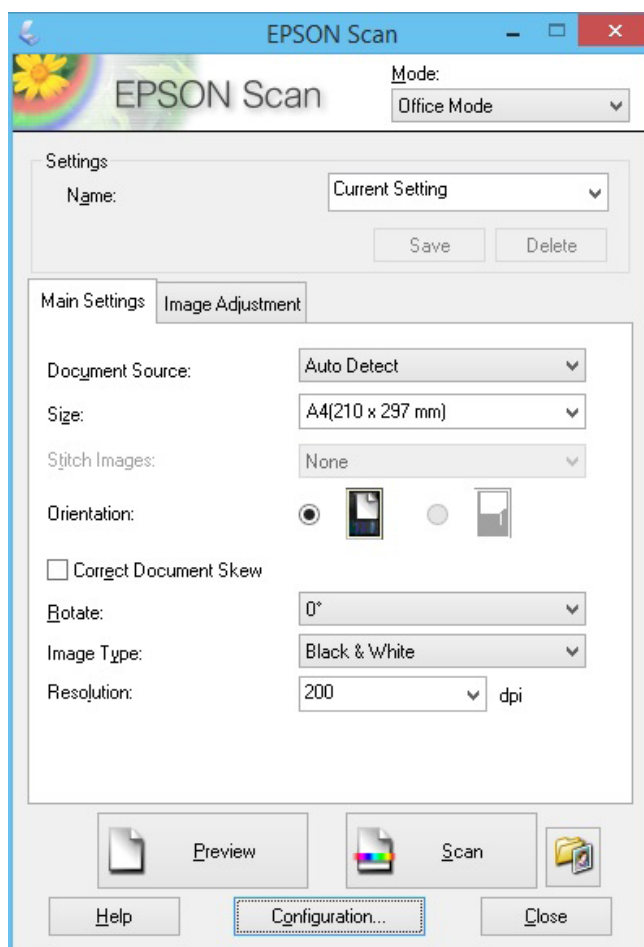 EPSON Scan
EPSON Scan
Mode:
Office Mode
Settings
Name:
Current Setting
Save
Delete
Main Settings
Image Adjustment
Document Source:
Auto Detect
Size:
A4(210 x 297 mm)
Stitch Images:
None
Orientation:
Correct Document Skew
Rotate:
0°
Image Type:
Black & White
Resolution:
200
dpi
Preview
Scan
Help
Configuration...
Close